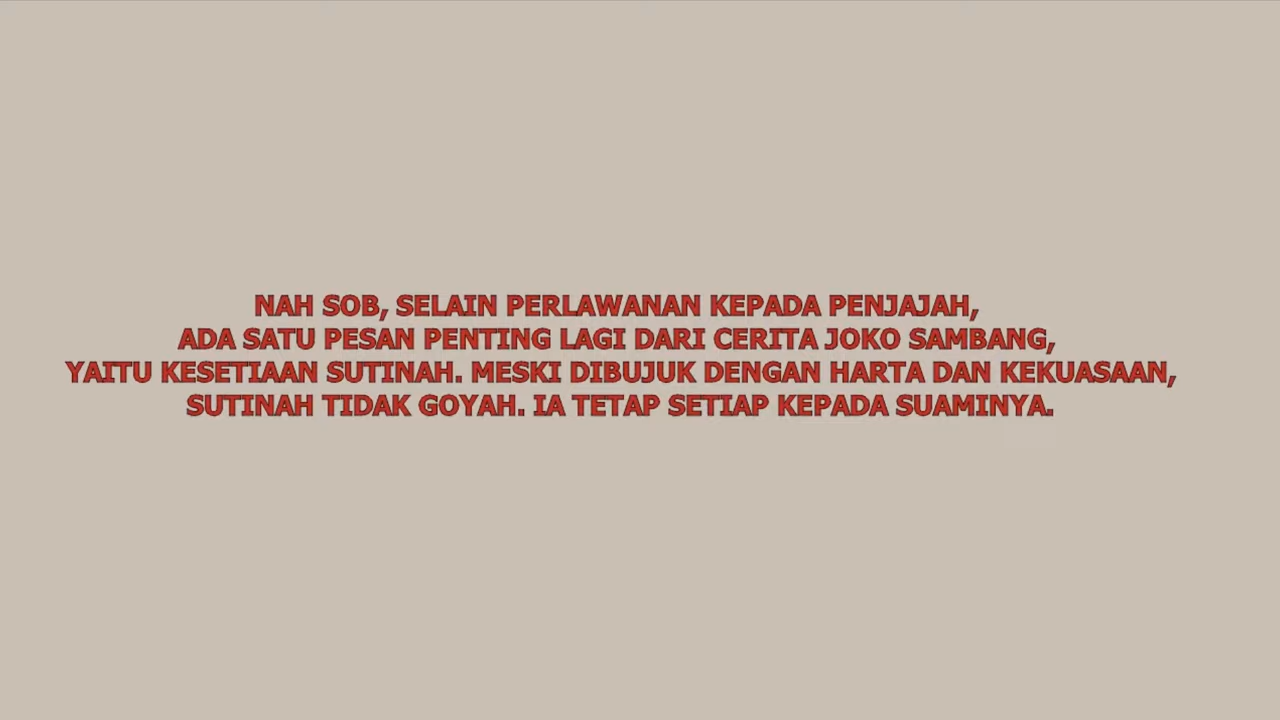 NAH SOB, SELAIN PERLAWANAN KEPADA PENJAJAH,
ADA SATU PESAN PENTING LAGI DARI CERITA JOKO SAMBANG,
YAITU KESETIAAN SUTINAH. MESKI DIBUJUK DENGAN HARTA DAN KEKUASAAN,
SUTINAH TIDAK GOYAH. IA TETAP SETIAP KEPADA SUAMINYA.